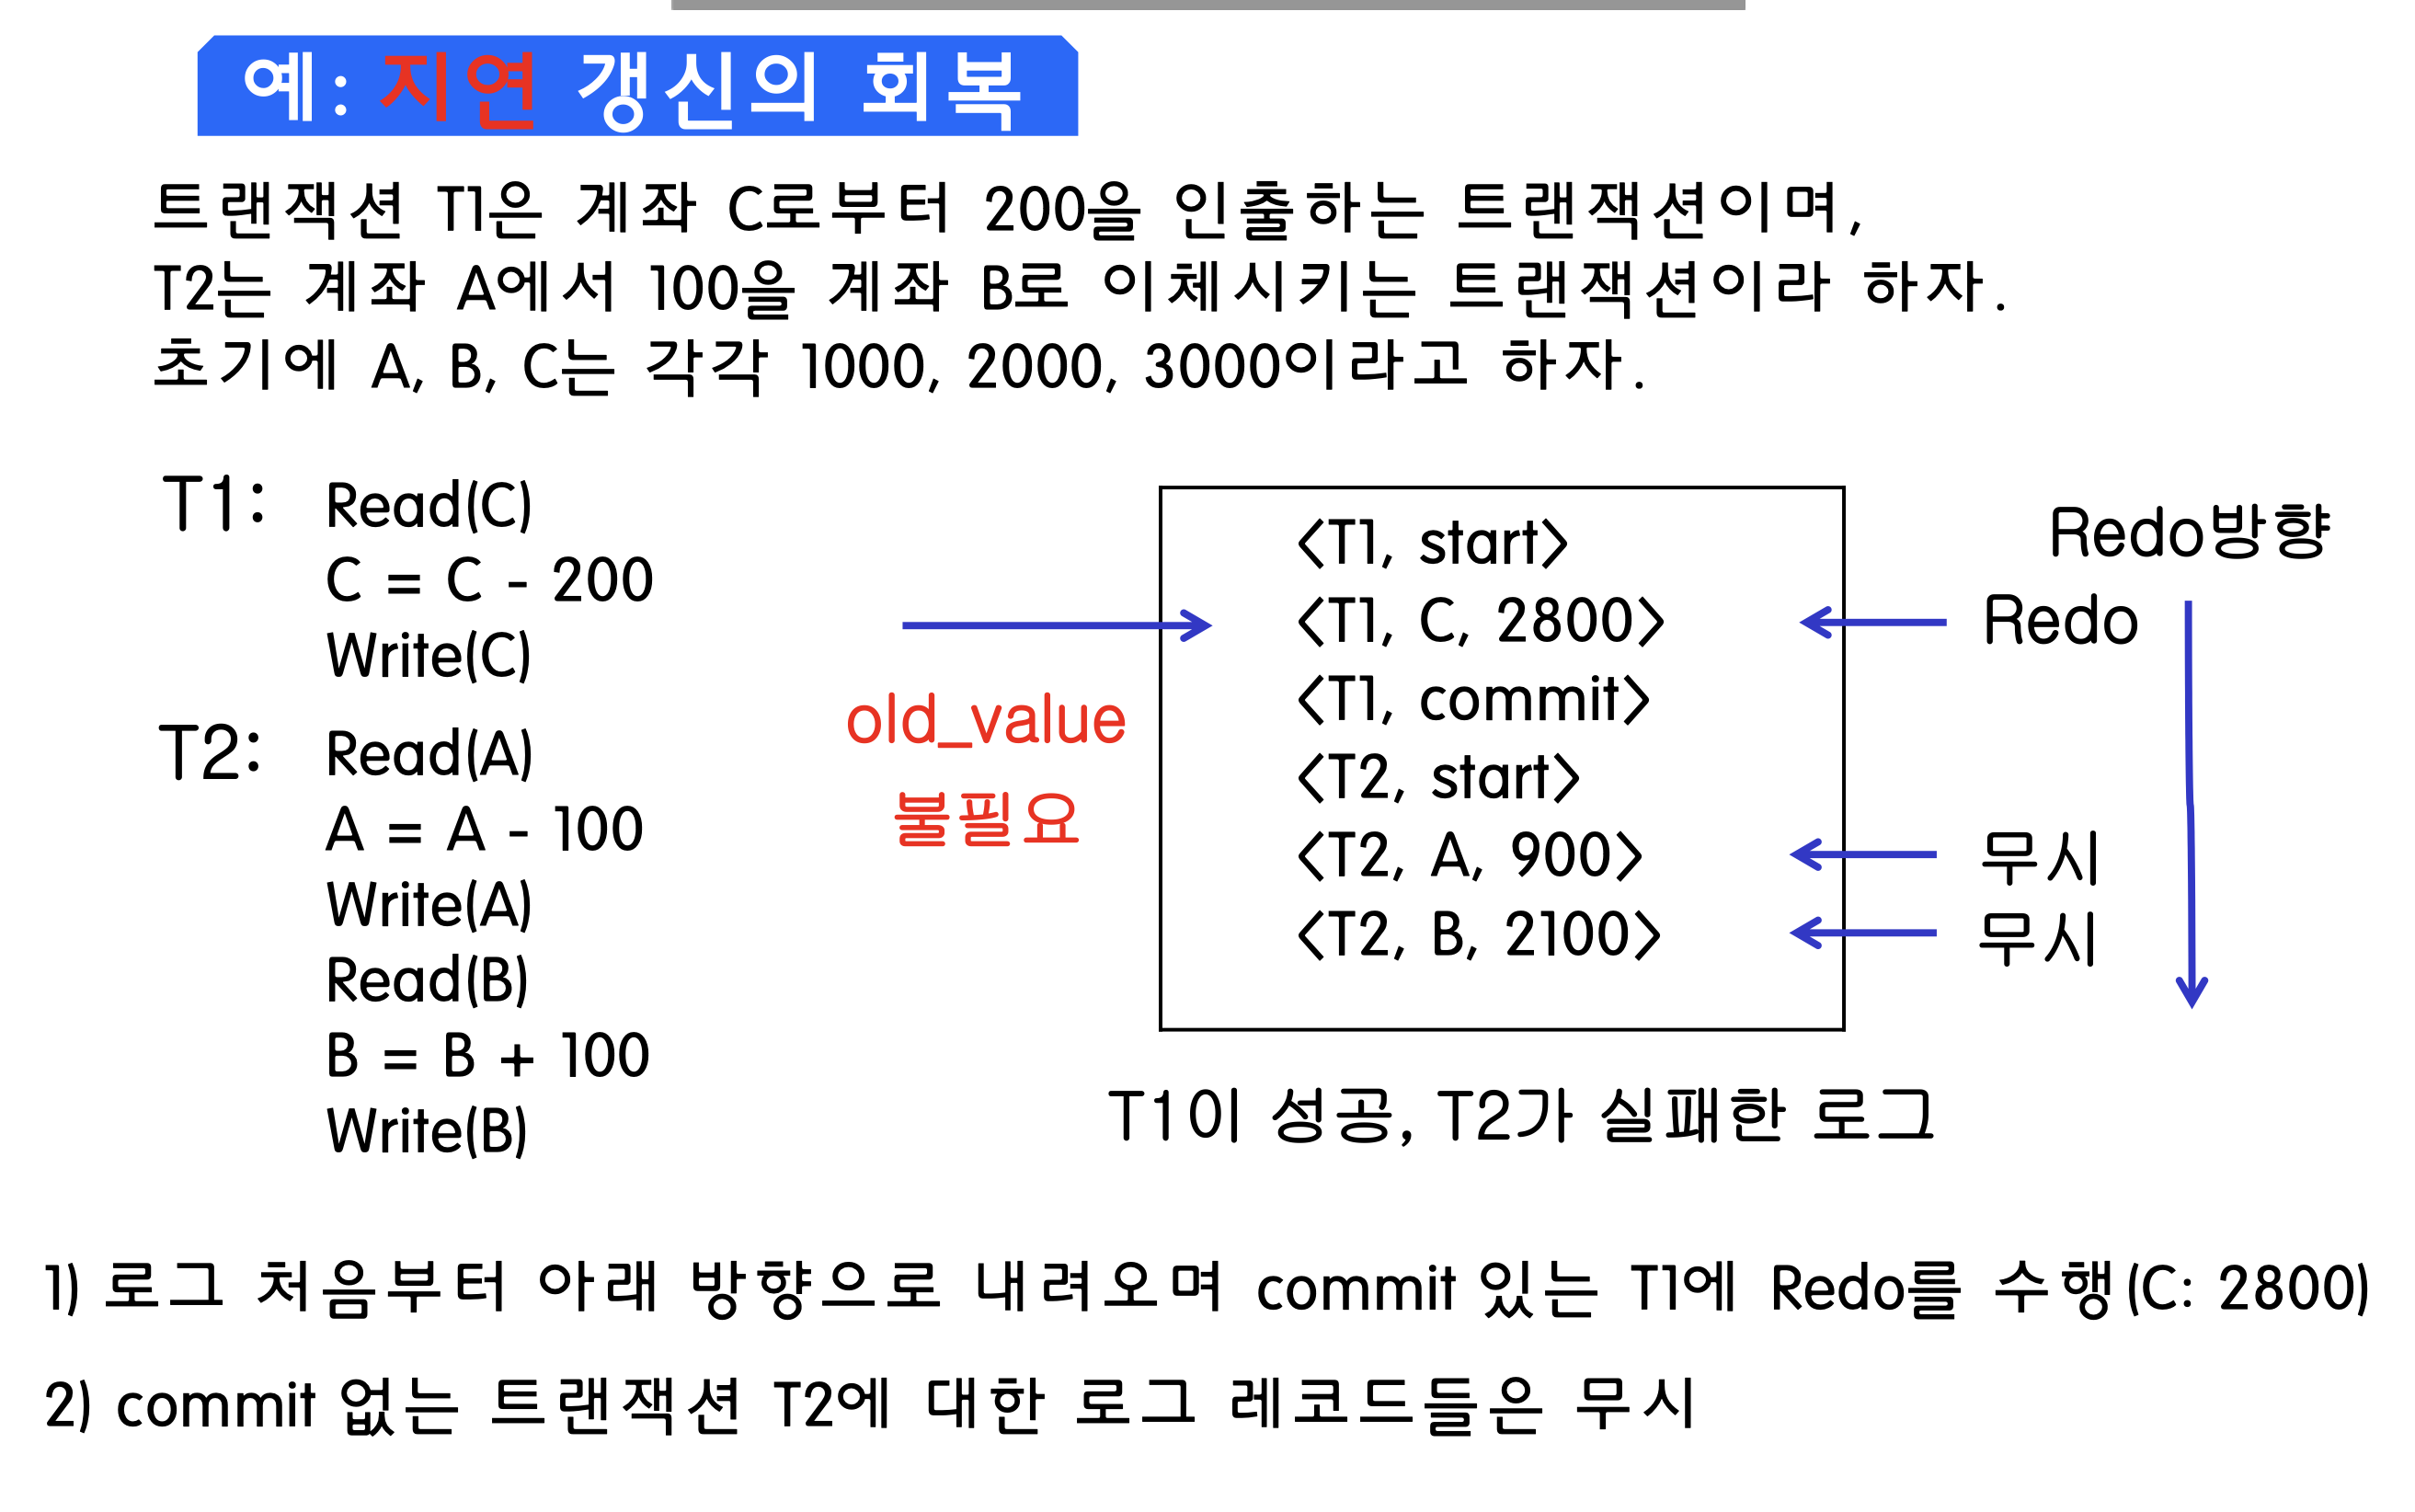 예: 지연 갱신의 회복
트랜잭션 T1은 계좌 C로부터 200을 인출하는 트랜잭션이며,
T2는 계좌 A에서 100을 계좌 B로 이체시키는 트랜잭션이라 하자.
초기에 A, B, C는 각각 1000, 2000, 3000이라고 하자.
T1: Read(C)
C = C - 200
Write(C)
T2: Read(A)
A = A - 100
Write(A)
Read(B)
B = B + 100
Write(B)
old_value
불필요
<T1, start>
<T1, C, 2800>
<T1, commit>
<T2, start>
<T2, A, 900>
<T2, B, 2100>
Redo방향
Redo
무시
무시
T1이 성공, T2가 실패한 로그
1) 로그 처음부터 아래 방향으로 내려오며 commit 있는 T1에 Redo를 수행(C: 2800)
2) commit 없는 트랜잭션 T2에 대한 로그 레코드들은 무시